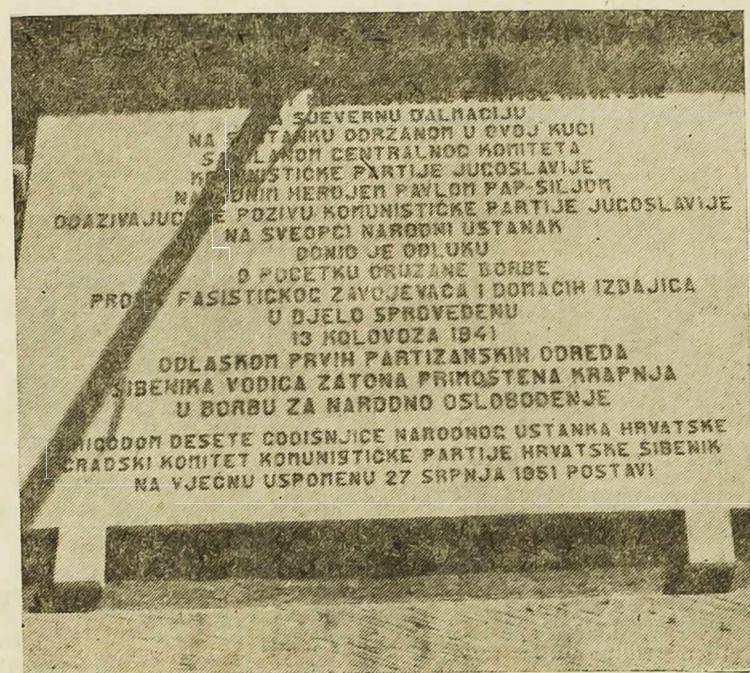 SJEVERNU DALMACIJU
NA SASTANKU ODRŽANOM U OVOJ KUĆI
SA ČLANOM CENTRALNOG KOMITETA
KOMUNISTIČKE PARTIJE JUGOSLAVIJE
NARODNIM HEROJEM PAVLOM PAP-ŠILJOM
ODAZIVAJUĆI SE POZIVU KOMUNISTIČKE PARTIJE JUGOSLAVIJE
NA SVEOPĆI NARODNI USTANAK
DONIO JE ODLUKU
O POČETKU ORUŽANE BORBE
PROTIV FAŠISTIČKOG ZAVOJEVAČA I DOMAĆIH IZDAJICA
U DJELO SPROVEDENU
13 KOLOVOZA 1941
ODLASKOM PRVIH PARTIZANSKIH ODREDA
ŠIBENIKA VODICA ZATONA PRIMOŠTENA KRAPNJA
U BORBU ZA NARODNO OSLOBOĐENJE
PRIGODOM DESETE GODIŠNJICE NARODNOG USTANKA HRVATSKE
GRADSKI KOMITET KOMUNISTIČKE PARTIJE HRVATSKE ŠIBENIK
NA VJEČNU USPOMENU 27 SRPNJA 1951 POSTAVI